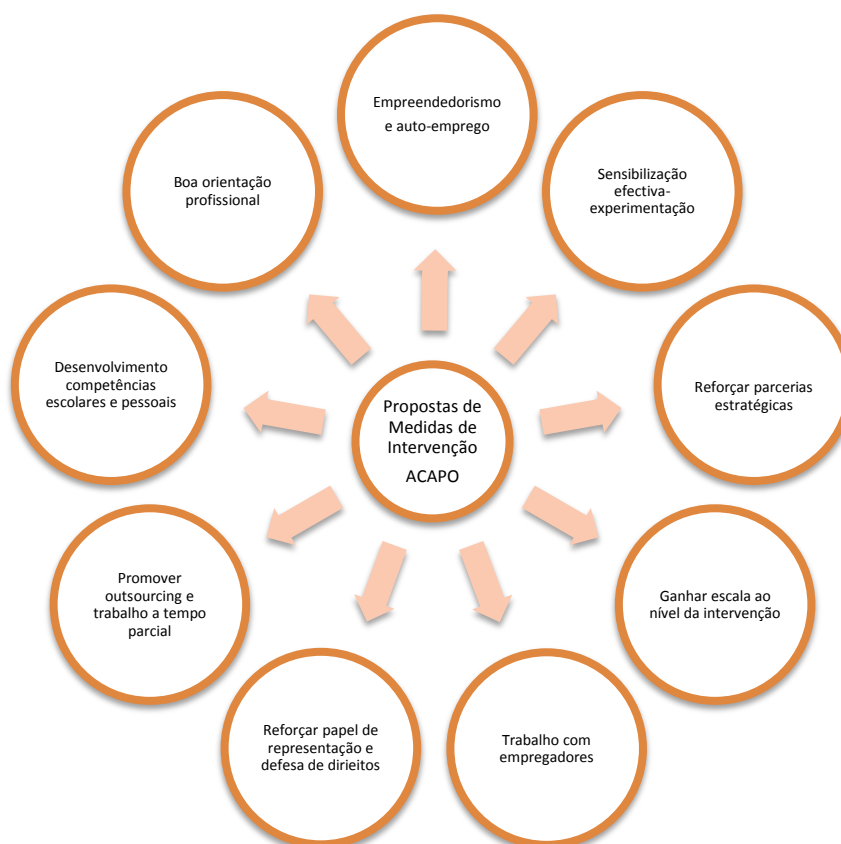 Empreendedorismo
e auto-emprego
Sensibilização
efectiva-
experimentação
Reforçar parcerias
estratégicas
Ganhar escala ao
nível da intervenção
Trabalho com
empregadores
Reforçar papel de
representação e
defesa de dirieitos
Promover
outsourcing e
trabalho a tempo
parcial
Desenvolvimento
competências
escolares e pessoais
Boa orientação
profissional
Propostas de
Medidas de
Intervenção
ACAPO